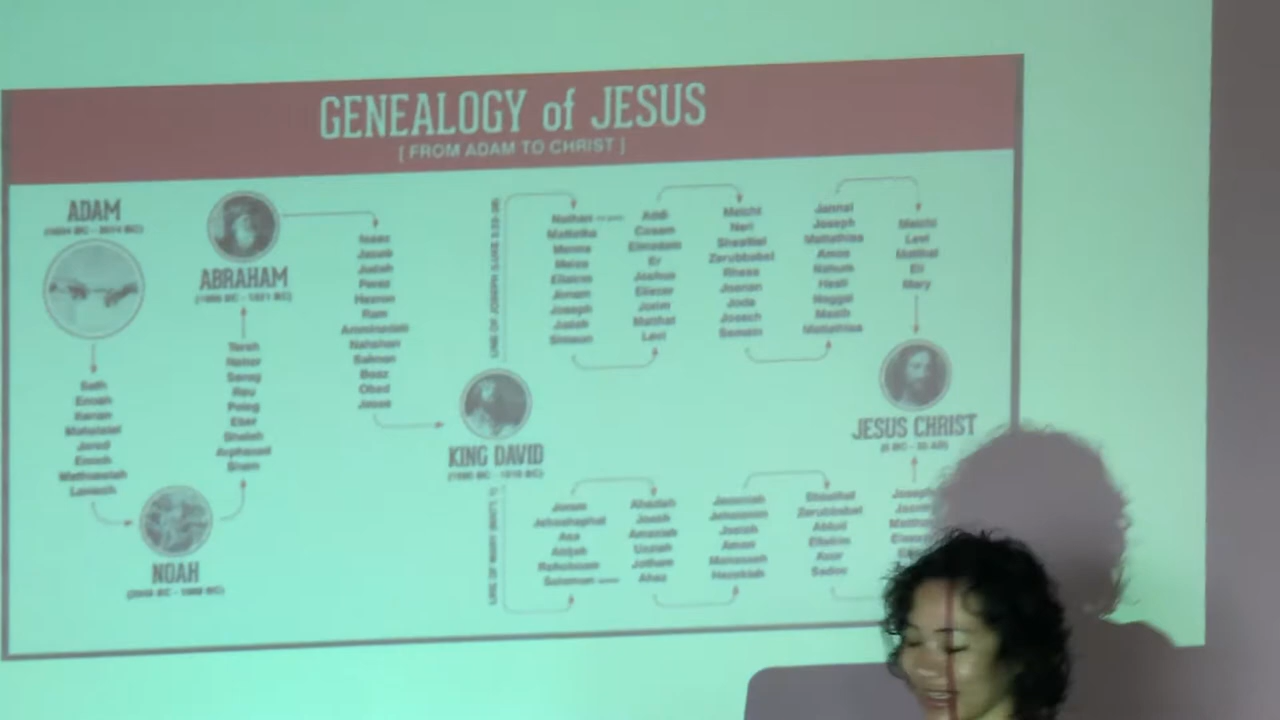 GENEALOGY of JESUS
[ FROM ADAM TO CHRIST ]
ADAM
Seth
Enosh
Kenan
Mahalalel
Jared
Enoch
Methuselah
Lamech
NOAH
ABRAHAM
Terah
Nahor
Serug
Reu
Peleg
Eber
Shelah
Arphaxad
Shem
Isaac
Jacob
Judah
Perez
Hezron
Ram
Amminadab
Nahshon
Salmon
Boaz
Obed
Jesse
KING DAVID
Nathan
Mattatha
Menna
Melea
Eliakim
Jonam
Joseph
Judah
Simeon
Addi
Cosam
Elmadam
Er
Joshua
Eliezer
Jorim
Matthat
Levi
Melchi
Neri
Shealtiel
Zerubbabel
Rhesa
Joanan
Joda
Josech
Semein
Jannai
Joseph
Mattathias
Amos
Nahum
Hesli
Naggai
Maath
Mattathias
Melchi
Levi
Matthat
Eli
Mary
JESUS CHRIST
Joram
Jehoshaphat
Asa
Abijah
Rehoboam
Solomon
Ahaziah
Joash
Amaziah
Uzziah
Jotham
Ahaz
Jeremiah
Jehoiakim
Josiah
Amon
Manasseh
Hezekiah
Shealtiel
Zerubbabel
Abiud
Eliakim
Azor
Sadoc